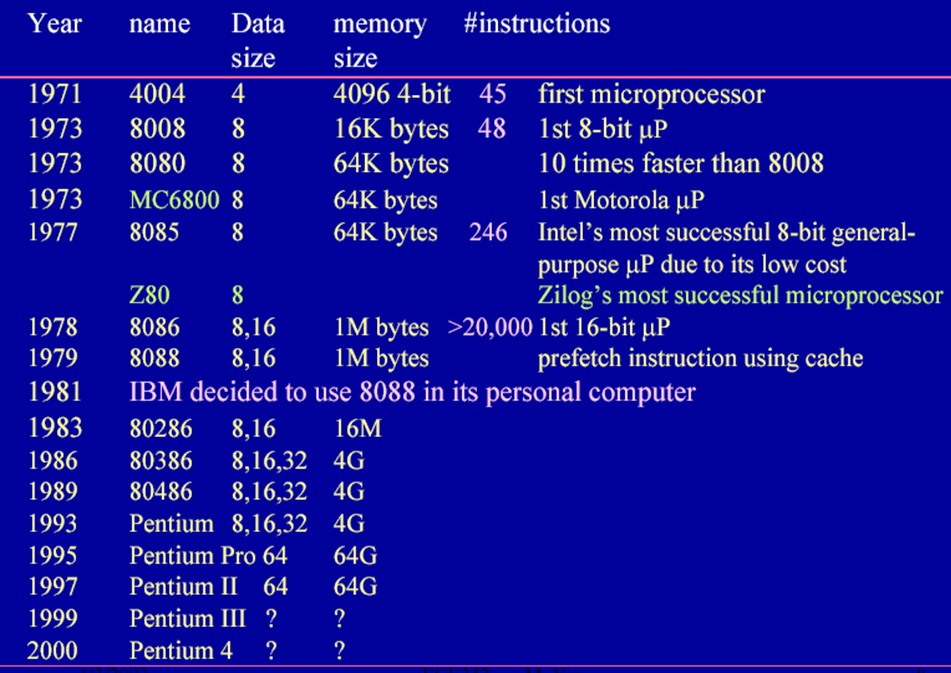 Year name Data memory #instructions
size size
1971 4004 4 4096 4-bit 45 first microprocessor
1973 8008 8 16K bytes 48 1st 8-bit µP
1973 8080 8 64K bytes 10 times faster than 8008
1973 MC6800 8 64K bytes 1st Motorola µP
1977 8085 8 64K bytes 246 Intel's most successful 8-bit general-
purpose µP due to its low cost
Z80 8 Zilog's most successful microprocessor
1978 8086 8,16 1M bytes >20,000 1st 16-bit µP
1979 8088 8,16 1M bytes prefetch instruction using cache
1981 IBM decided to use 8088 in its personal computer
1983 80286 8,16 16M
1986 80386 8,16,32 4G
1989 80486 8,16,32 4G
1993 Pentium 8,16,32 4G
1995 Pentium Pro 64 64G
1997 Pentium II 64 64G
1999 Pentium III ? ?
2000 Pentium 4 ? ?